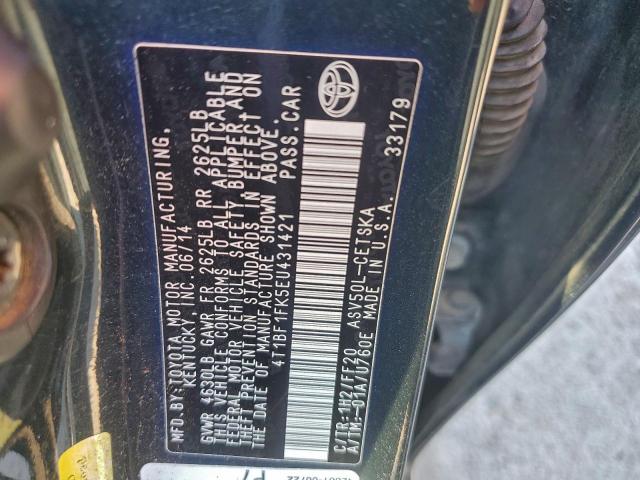 MFD.BY:TOYOTA MOTOR MANUFACTURING,
KENTUCKY, INC. 06/14
GVWR 4630LB GAWR FR 2625LB RR 2625LB
THIS VEHICLE CONFORMS TO ALL APPLICABLE
FEDERAL MOTOR VEHICLE SAFETY, BUMPER AND
THEFT PREVENTION STANDARDS IN EFFECT ON
THE DATE OF MANUFACTURE SHOWN ABOVE.
4T1BF1FK5EU431421 PASS.CAR
C/TR:1H2/FF20 ASV50L-CETSKA
A/TM:-01A/U760E MADE IN U.S.A. 33179